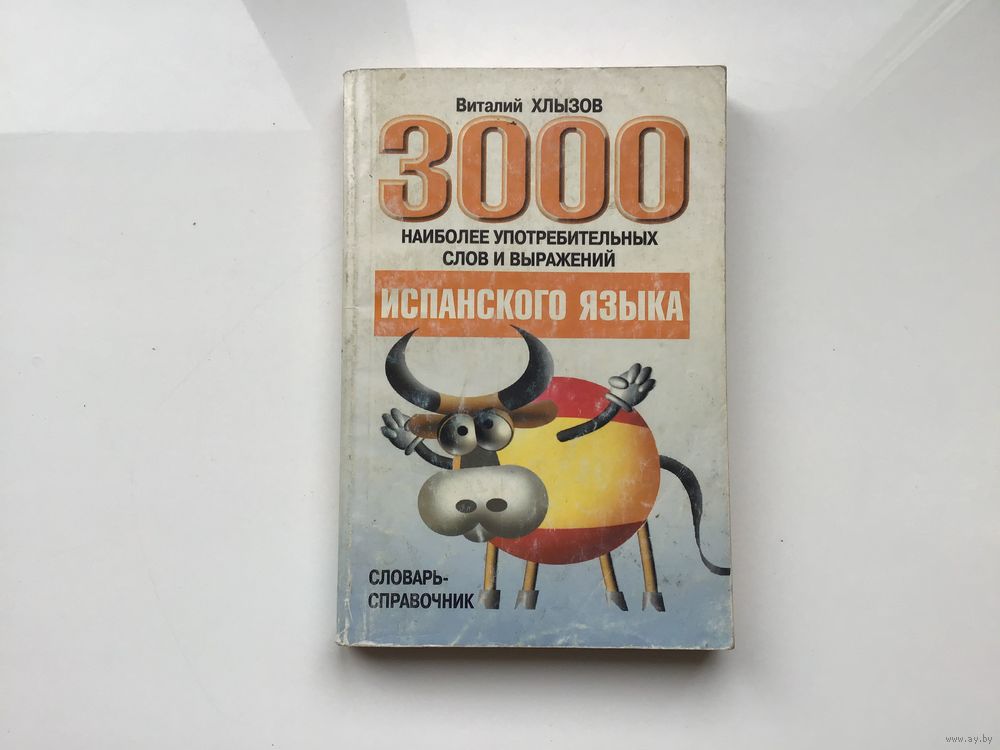 Виталий ХЛЫЗОВ
3000
НАИБОЛЕЕ УПОТРЕБИТЕЛЬНЫХ
СЛОВ И ВЫРАЖЕНИЙ
ИСПАНСКОГО ЯЗЫКА
СЛОВАРЬ-
СПРАВОЧНИК
www.ay.by